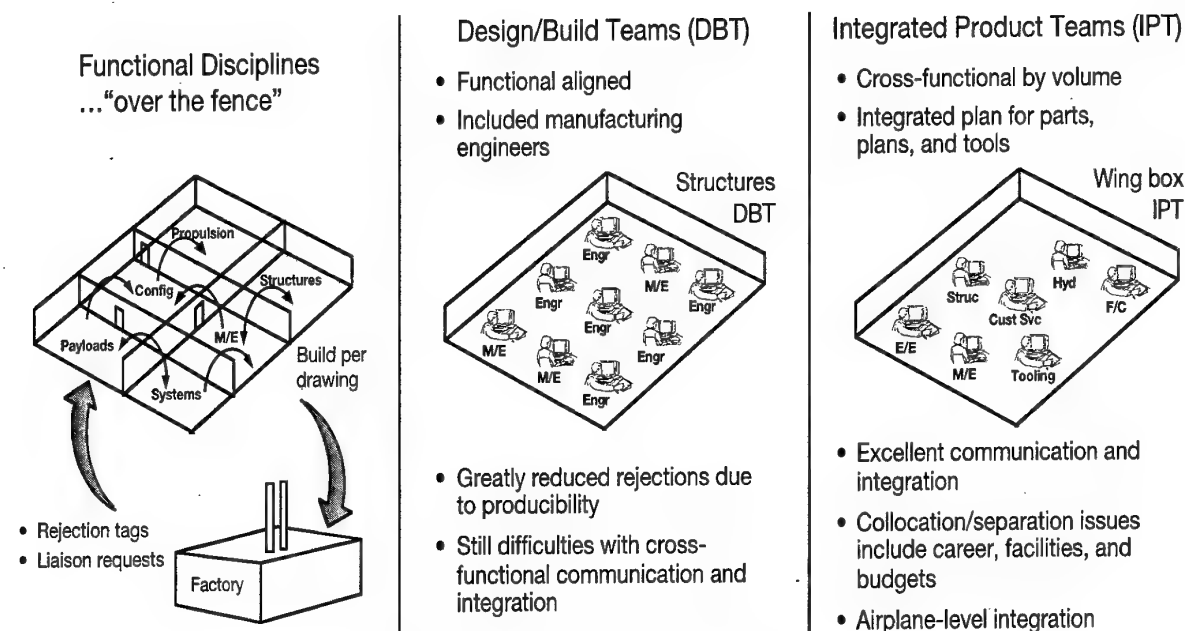 Functional Disciplines
..."over the fence"
Propulsion
Structures
Config
M/E
Payloads
Systems
Build per
drawing
• Rejection tags
• Liaison requests
Factory
Design/Build Teams (DBT)
• Functional aligned
• Included manufacturing
engineers
Structures
DBT
Engr
M/E
Engr
Engr
Engr
M/E
Engr
M/E
Engr
• Greatly reduced rejections due
to producibility
• Still difficulties with cross-
functional communication and
integration
Integrated Product Teams (IPT)
• Cross-functional by volume
• Integrated plan for parts,
plans, and tools
Wing box
IPT
Hyd
Struc
F/C
Cust Svc
E/E
M/E
Tooling
• Excellent communication and
integration
• Collocation/separation issues
include career, facilities, and
budgets
• Airplane-level integration